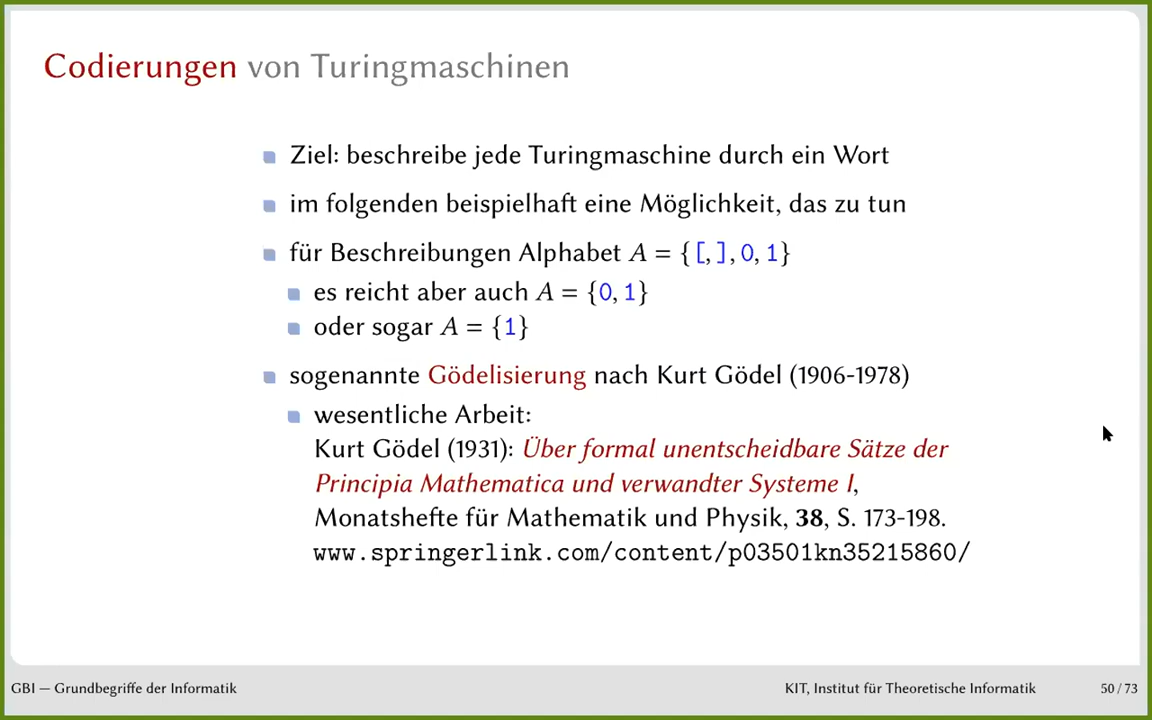 Codierungen von Turingmaschinen
Ziel: beschreibe jede Turingmaschine durch ein Wort
im folgenden beispielhaft eine Möglichkeit, das zu tun
für Beschreibungen Alphabet A = {[, ], 0, 1}
es reicht aber auch A = {0, 1}
oder sogar A = {1}
sogenannte Gödelisierung nach Kurt Gödel (1906-1978)
wesentliche Arbeit:
Kurt Gödel (1931): Über formal unentscheidbare Sätze der
Principia Mathematica und verwandter Systeme I,
Monatshefte für Mathematik und Physik, 38, S. 173-198.
www.springerlink.com/content/p03501kn35215860/
GBI — Grundbegriffe der Informatik
KIT, Institut für Theoretische Informatik
50 / 73